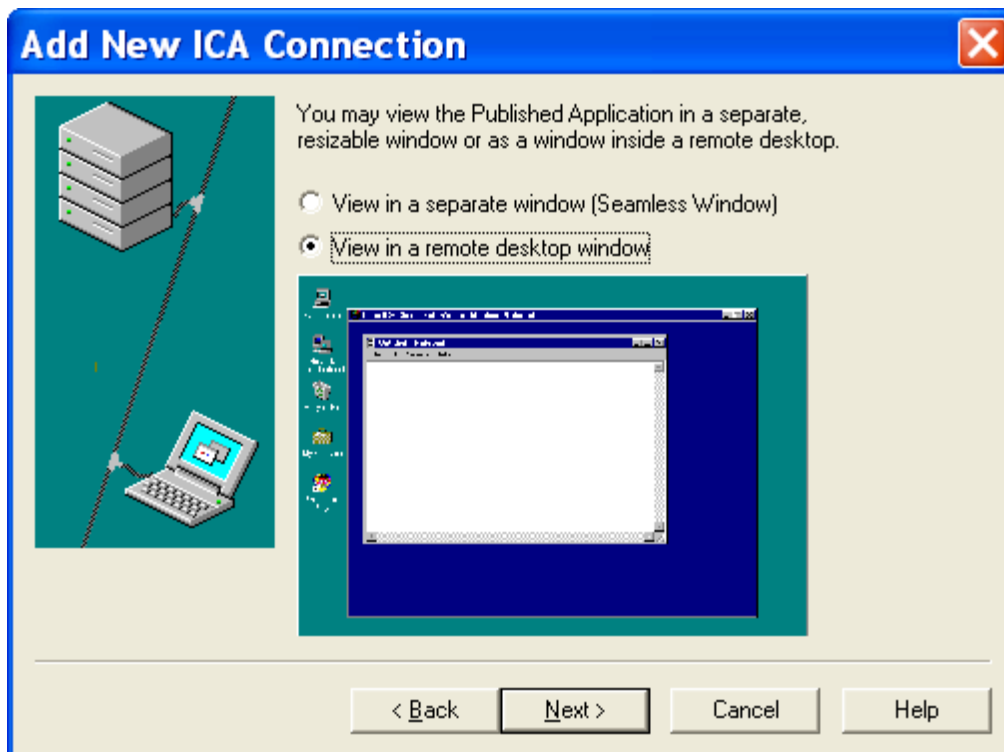 Add New ICA Connection
You may view the Published Application in a separate,
resizable window or as a window inside a remote desktop.
View in a separate window (Seamless Window)
View in a remote desktop window
< Back
Next >
Cancel
Help